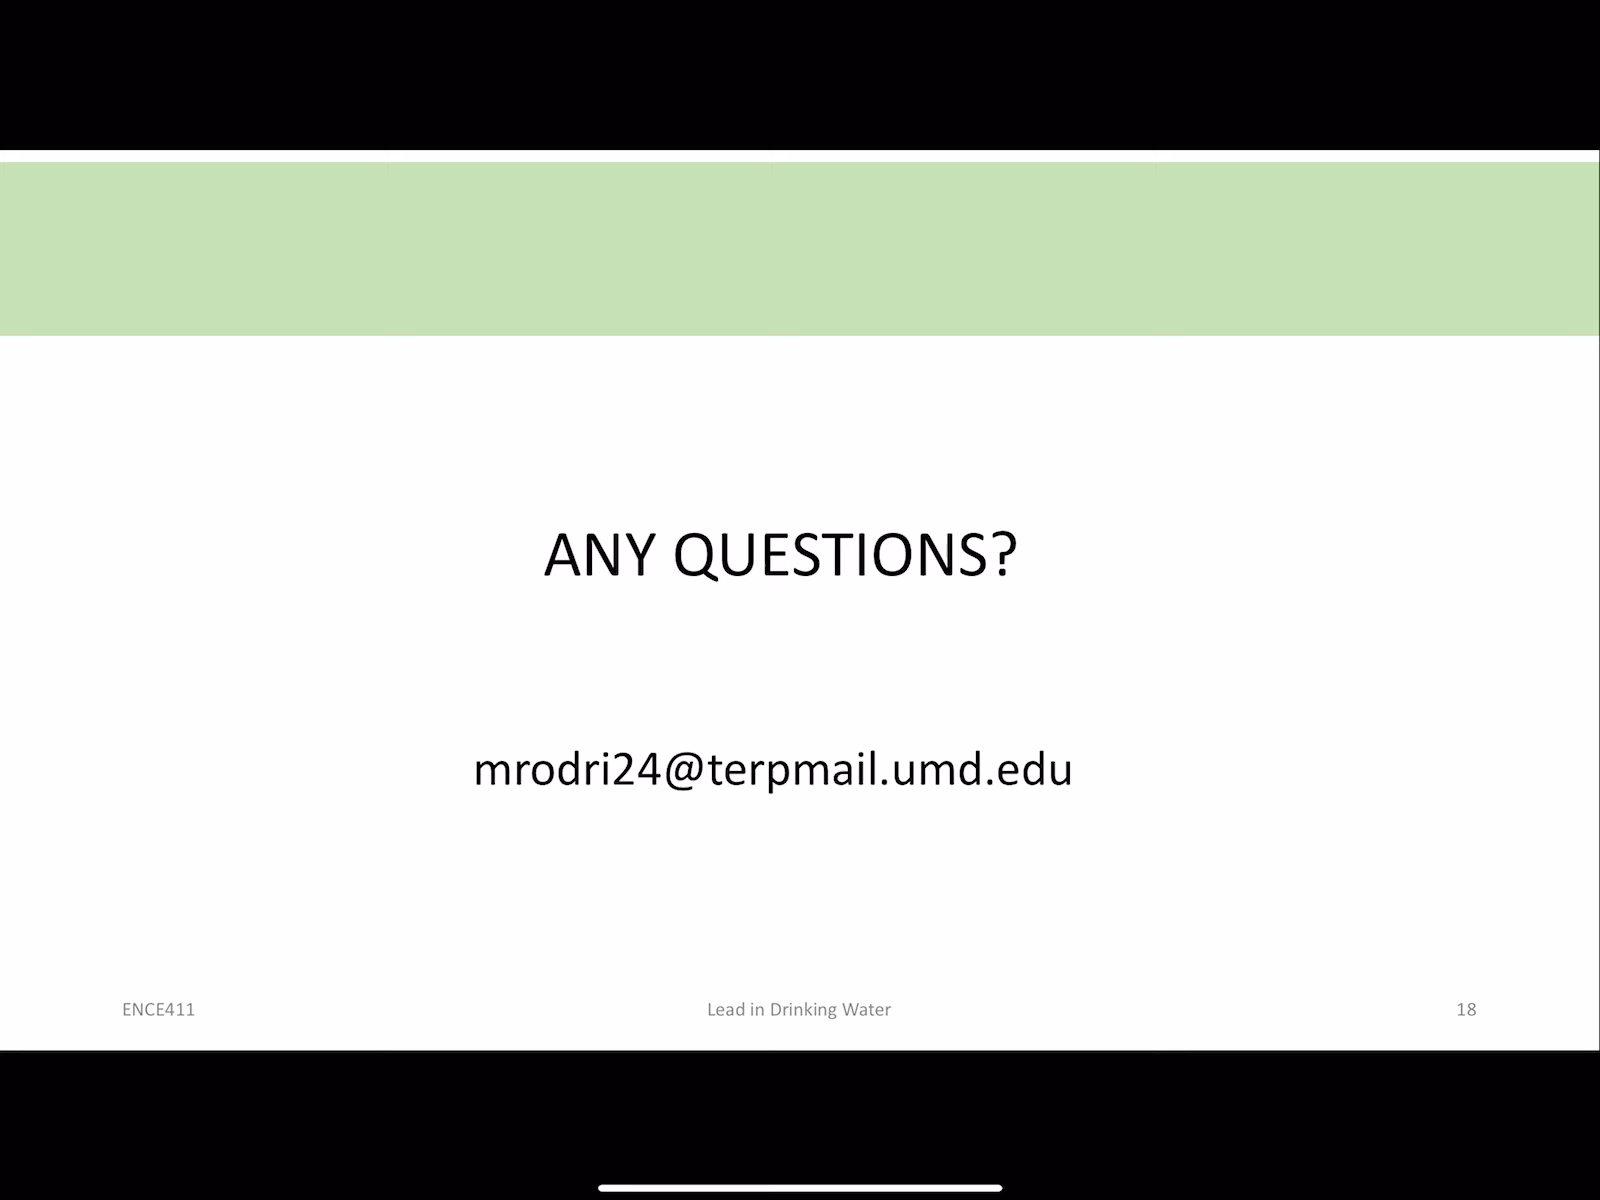 ANY QUESTIONS?
mrodri24@terpmail.umd.edu
ENCE411
Lead in Drinking Water
18